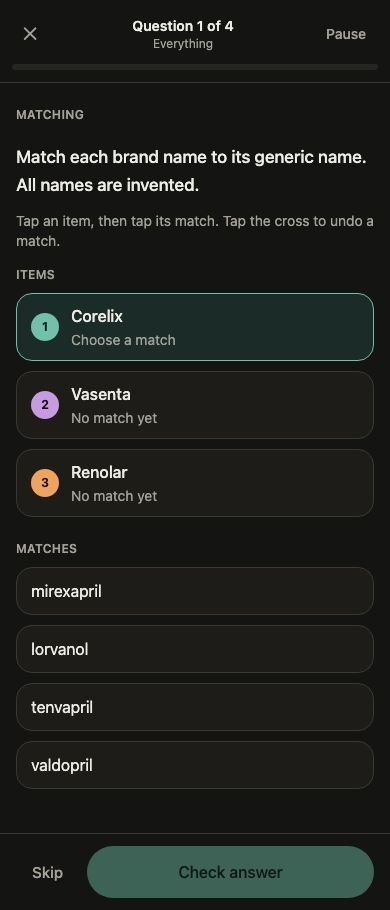 Question 1 of 4
Everything
Pause
MATCHING
Match each brand name to its generic name.
All names are invented.
Tap an item, then tap its match. Tap the cross to undo a
match.
ITEMS
1
Corelix
Choose a match
2
Vasenta
No match yet
3
Renolar
No match yet
MATCHES
mirexapril
lorvanol
tenvapril
valdopril
Skip
Check answer